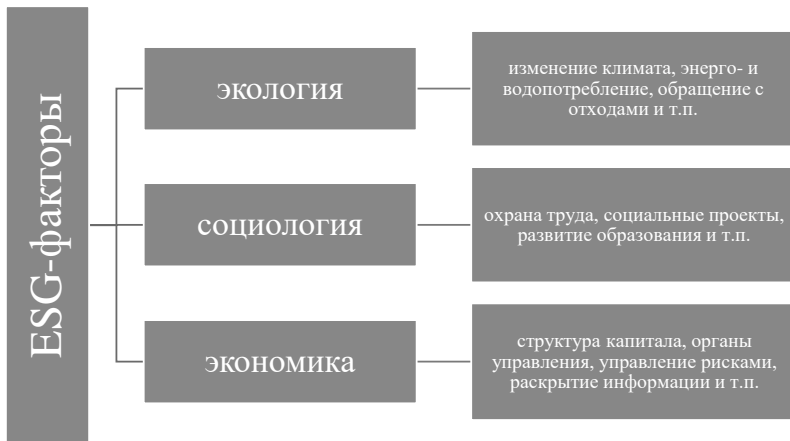 ESG-факторы
экология
изменение климата, энерго- и
водопотребление, обращение с
отходами и т.п.
социология
охрана труда, социальные проекты,
развитие образования и т.п.
экономика
структура капитала, органы
управления, управление рисками,
раскрытие информации и т.п.